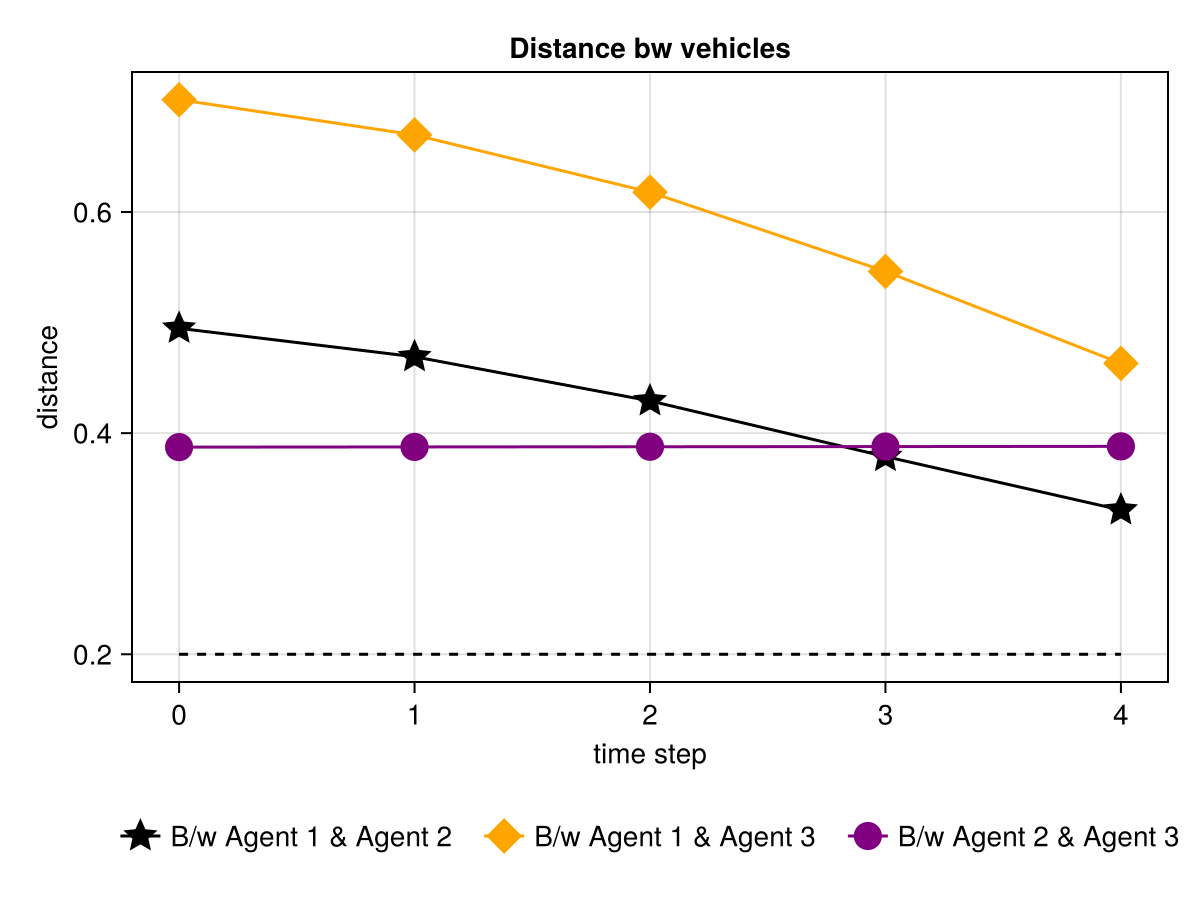 Distance bw vehicles
distance
0.6
0.4
0.2
0 1 2 3 4
time step
B/w Agent 1 & Agent 2 B/w Agent 1 & Agent 3 B/w Agent 2 & Agent 3